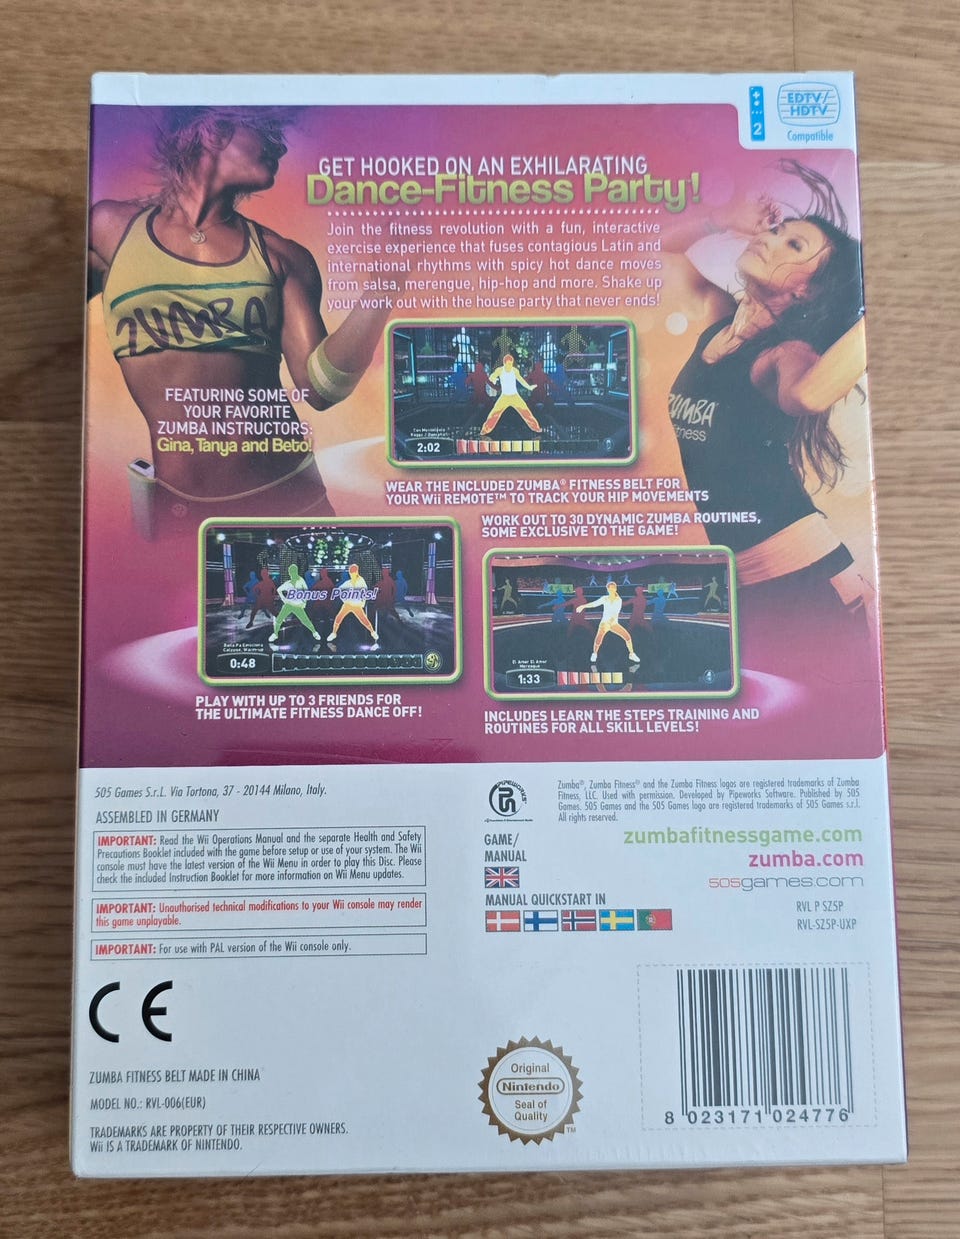 2
EDTV/
HDTV
Compatible
GET HOOKED ON AN EXHILARATING
Dance-Fitness Party!
Join the fitness revolution with a fun, interactive
exercise experience that fuses contagious Latin and
international rhythms with spicy hot dance moves
from salsa, merengue, hip-hop and more. Shake up
your work out with the house party that never ends!
ZUMBA
ZUMBA
fitness
FEATURING SOME OF
YOUR FAVORITE
ZUMBA INSTRUCTORS:
Gina, Tanya and Beto!
2:02
WEAR THE INCLUDED ZUMBA® FITNESS BELT FOR
YOUR Wii REMOTE™ TO TRACK YOUR HIP MOVEMENTS
WORK OUT TO 30 DYNAMIC ZUMBA ROUTINES,
SOME EXCLUSIVE TO THE GAME!
Bonus Points!
0:48
El Amor El Amor
Merengue
1:33
PLAY WITH UP TO 3 FRIENDS FOR
THE ULTIMATE FITNESS DANCE OFF!
INCLUDES LEARN THE STEPS TRAINING AND
ROUTINES FOR ALL SKILL LEVELS!
505 Games S.r.L. Via Tortona, 37 - 20144 Milano, Italy.
ASSEMBLED IN GERMANY
IMPORTANT: Read the Wii Operations Manual and the separate Health and Safety
Precautions Booklet included with the game before setup or use of your system. The Wii
console must have the latest version of the Wii Menu in order to play this Disc. Please
check the included Instruction Booklet for more information on Wii Menu updates.
IMPORTANT: Unauthorised technical modifications to your Wii console may render
this game unplayable.
IMPORTANT: For use with PAL version of the Wii console only.
CE
ZUMBA FITNESS BELT MADE IN CHINA
MODEL NO.: RVL-006(EUR)
TRADEMARKS ARE PROPERTY OF THEIR RESPECTIVE OWNERS.
Wii IS A TRADEMARK OF NINTENDO.
PIPEWORKS
Zumba®, Zumba Fitness® and the Zumba Fitness logos are registered trademarks of Zumba
Fitness, LLC. Used with permission. Developed by Pipeworks Software. Published by 505
Games. 505 Games and the 505 Games logo are registered trademarks of 505 Games s.r.l.
All rights reserved.
GAME/
MANUAL
MANUAL QUICKSTART IN
zumbafitnessgame.com
zumba.com
505games.com
RVL P SZ5P
RVL-SZ5P-UXP
Original
Nintendo
Seal of
Quality
TM
8 023171 024776